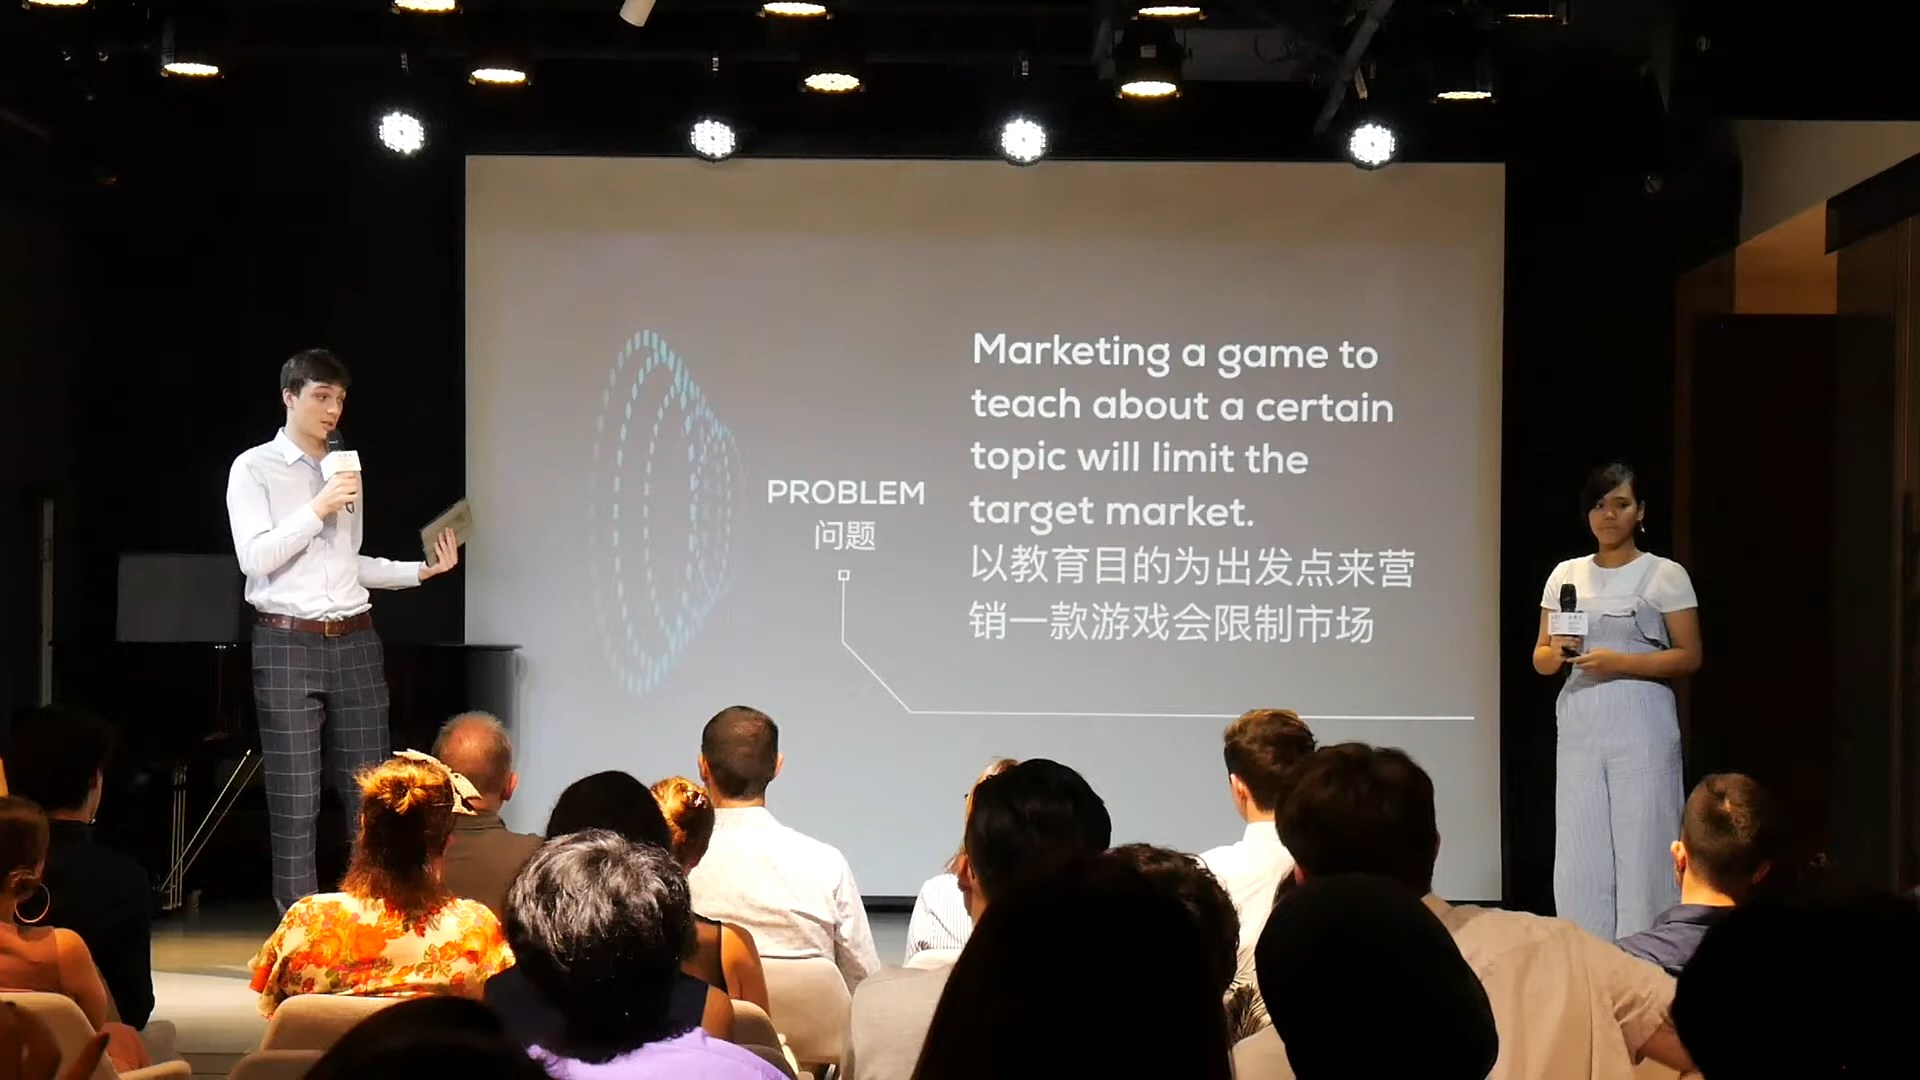 PROBLEM
问题
Marketing a game to
teach about a certain
topic will limit the
target market.
以教育目的为出发点来营
销一款游戏会限制市场